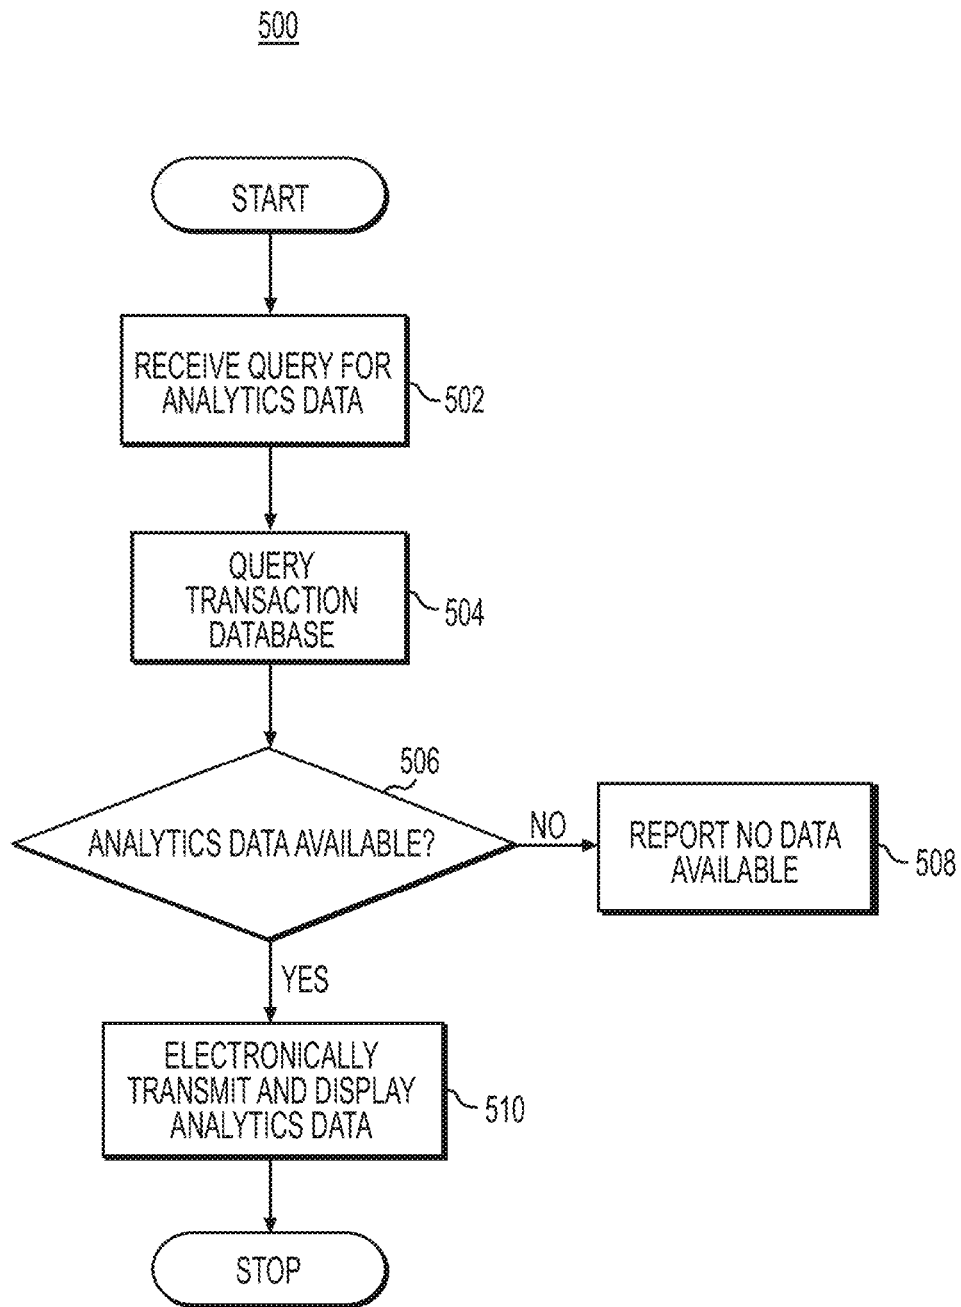 500
START
RECEIVE QUERY FOR
ANALYTICS DATA
502
QUERY
TRANSACTION
DATABASE
504
506
ANALYTICS DATA AVAILABLE?
NO
REPORT NO DATA
AVAILABLE
508
YES
ELECTRONICALLY
TRANSMIT AND DISPLAY
ANALYTICS DATA
510
STOP